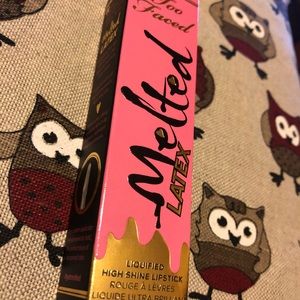 Too
Faced
Melted
LATEX
LIQUIFIED
HIGH SHINE LIPSTICK
ROUGE À LÈVRES
LIQUIDE ULTRA BRILLANT